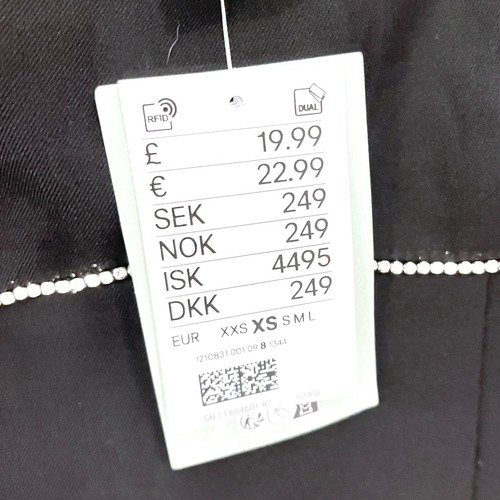 RFID DUAL
£ 19.99
€ 22.99
SEK 249
NOK 249
ISK 4495
DKK 249
EUR XXS XS S M L
1210831 001 09 8 1344